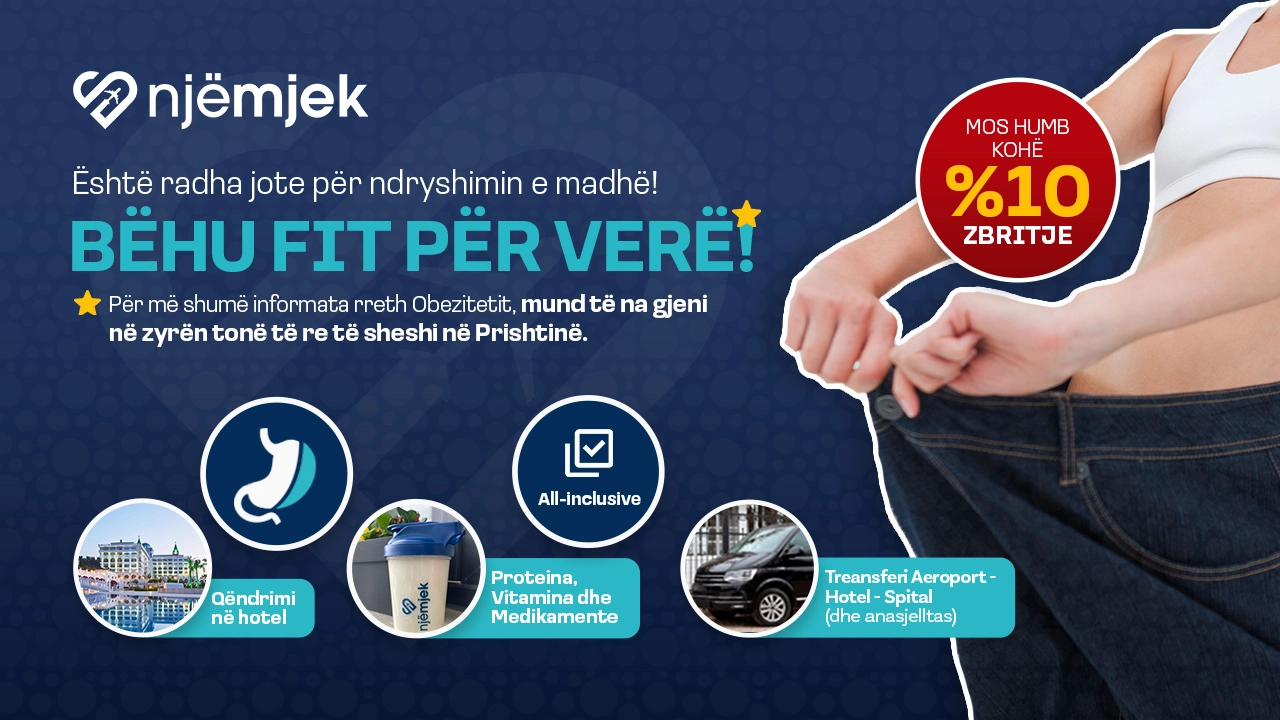 njëmjek
Është radha jote për ndryshimin e madhë!
BËHU FIT PËR VERË!
Për më shumë informata rreth Obezitetit, mund të na gjeni
në zyrën tonë të re të sheshi në Prishtinë.
MOS HUMB
KOHË
%10
ZBRITJE
All-inclusive
Qëndrimi
në hotel
njëmjek
Proteina,
Vitamina dhe
Medikamente
Treansferi Aeroport -
Hotel - Spital
(dhe anasjelltas)